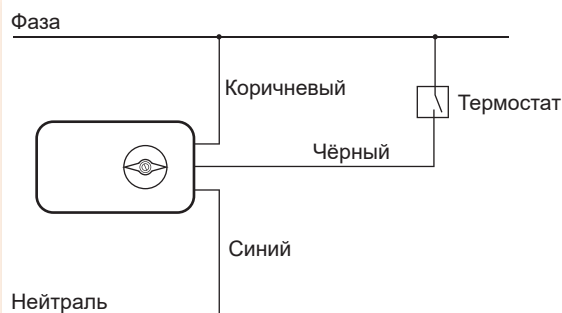 Фаза
Коричневый
Термостат
Чёрный
Синий
Нейтраль